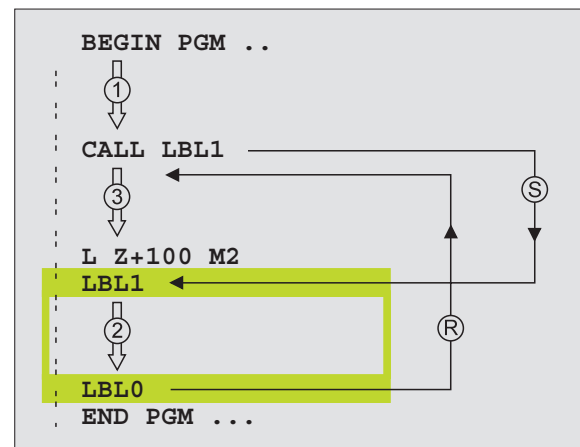 BEGIN PGM ..
1
CALL LBL1
S
3
L Z+100 M2
LBL1
2
R
LBL0
END PGM ...